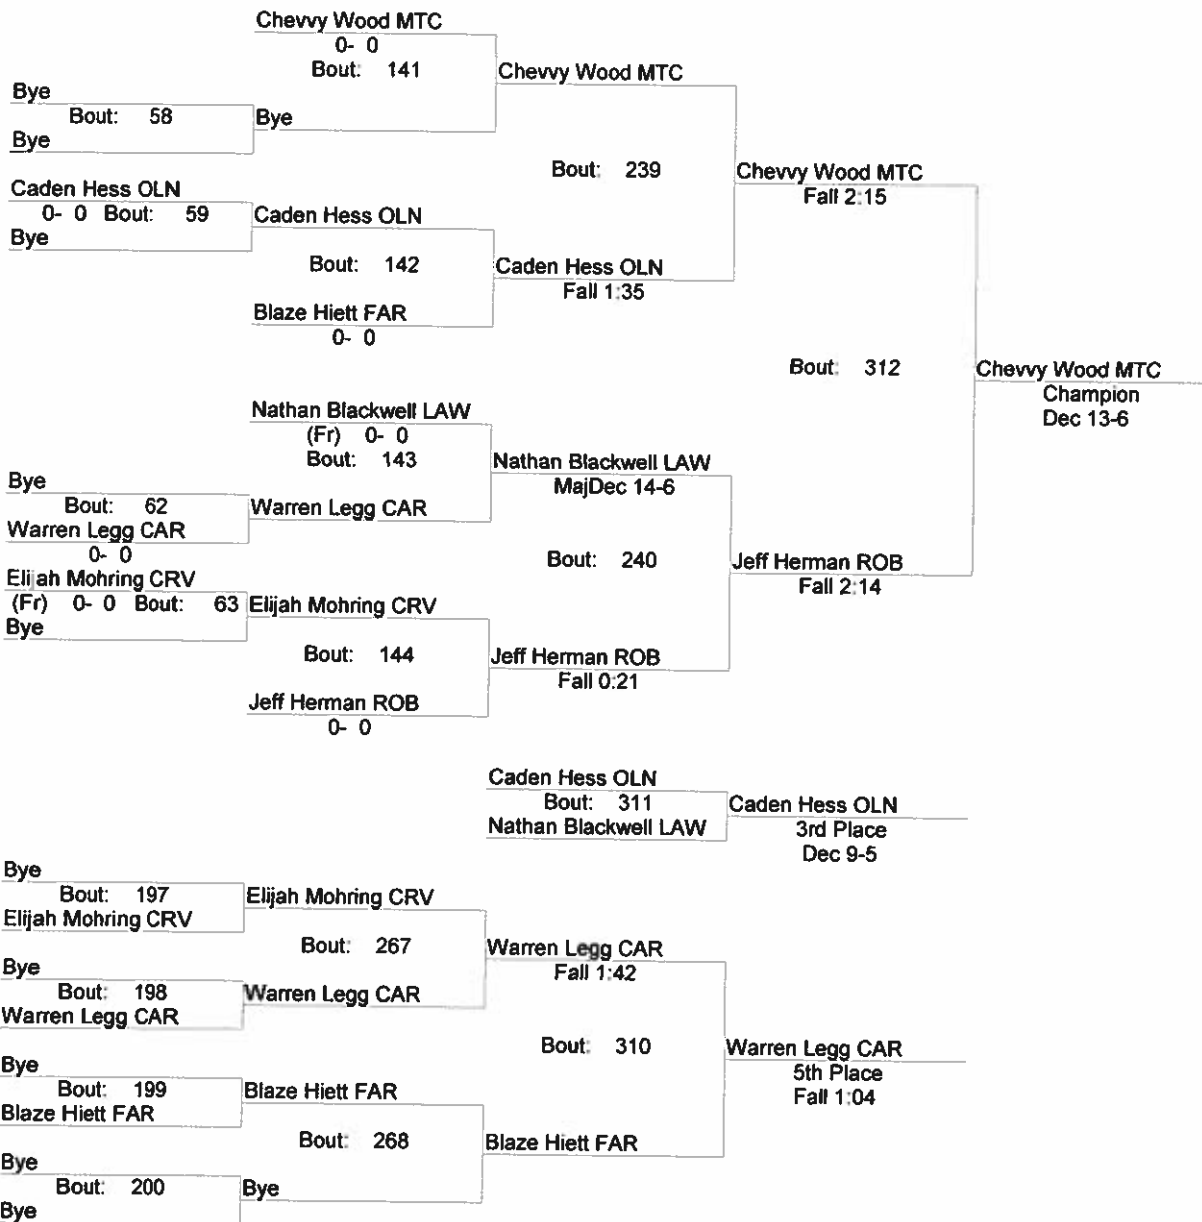 Chevvy Wood MTC
0- 0
Bout: 141
Chevvy Wood MTC
Bye
Bout: 58
Bye
Bye
Bout: 239
Chevvy Wood MTC
Fall 2:15
Caden Hess OLN
0- 0 Bout: 59
Caden Hess OLN
Bye
Bout: 142
Caden Hess OLN
Fall 1:35
Blaze Hiett FAR
0- 0
Bout: 312
Chevvy Wood MTC
Champion
Dec 13-6
Nathan Blackwell LAW
(Fr) 0- 0
Bout: 143
Nathan Blackwell LAW
MajDec 14-6
Bye
Bout: 62
Warren Legg CAR
Warren Legg CAR
0- 0
Bout: 240
Jeff Herman ROB
Fall 2:14
Elijah Mohring CRV
(Fr) 0- 0 Bout: 63
Elijah Mohring CRV
Bye
Bout: 144
Jeff Herman ROB
Fall 0:21
Jeff Herman ROB
0- 0
Caden Hess OLN
Bout: 311
Caden Hess OLN
Nathan Blackwell LAW
3rd Place
Dec 9-5
Bye
Bout: 197
Elijah Mohring CRV
Elijah Mohring CRV
Bout: 267
Warren Legg CAR
Fall 1:42
Bye
Bout: 198
Warren Legg CAR
Warren Legg CAR
Bout: 310
Warren Legg CAR
5th Place
Fall 1:04
Bye
Bout: 199
Blaze Hiett FAR
Blaze Hiett FAR
Bout: 268
Blaze Hiett FAR
Bye
Bout: 200
Bye
Bye